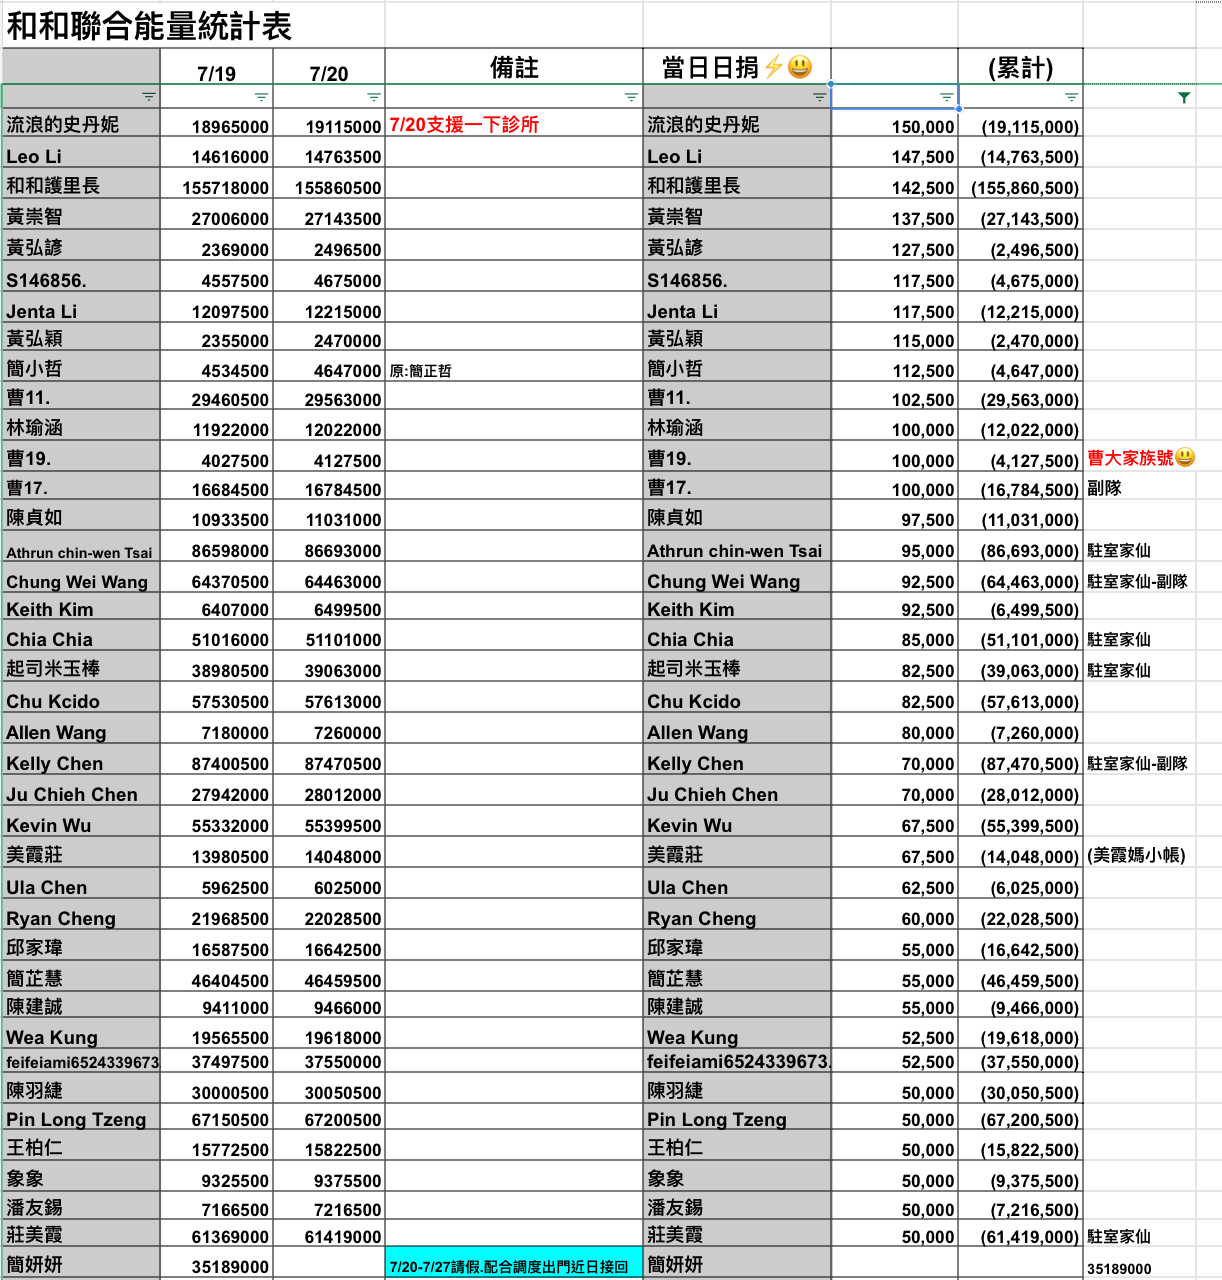 和和聯合能量統計表
7/19 7/20 備註 當日日捐⚡😃 (累計)
流浪的史丹妮 18965000 19115000 7/20支援一下診所 流浪的史丹妮 150,000 (19,115,000)
Leo Li 14616000 14763500 Leo Li 147,500 (14,763,500)
和和護里長 155718000 155860500 和和護里長 142,500 (155,860,500)
黃崇智 27006000 27143500 黃崇智 137,500 (27,143,500)
黃弘諺 2369000 2496500 黃弘諺 127,500 (2,496,500)
S146856. 4557500 4675000 S146856. 117,500 (4,675,000)
Jenta Li 12097500 12215000 Jenta Li 117,500 (12,215,000)
黃弘穎 2355000 2470000 黃弘穎 115,000 (2,470,000)
簡小哲 4534500 4647000 原:簡正哲 簡小哲 112,500 (4,647,000)
曹11. 29460500 29563000 曹11. 102,500 (29,563,000)
林瑜涵 11922000 12022000 林瑜涵 100,000 (12,022,000)
曹19. 4027500 4127500 曹19. 100,000 (4,127,500) 曹大家族號😃
曹17. 16684500 16784500 曹17. 100,000 (16,784,500) 副隊
陳貞如 10933500 11031000 陳貞如 97,500 (11,031,000)
Athrun chin-wen Tsai 86598000 86693000 Athrun chin-wen Tsai 95,000 (86,693,000) 駐室家仙
Chung Wei Wang 64370500 64463000 Chung Wei Wang 92,500 (64,463,000) 駐室家仙-副隊
Keith Kim 6407000 6499500 Keith Kim 92,500 (6,499,500)
Chia Chia 51016000 51101000 Chia Chia 85,000 (51,101,000) 駐室家仙
起司米玉棒 38980500 39063000 起司米玉棒 82,500 (39,063,000) 駐室家仙
Chu Kcido 57530500 57613000 Chu Kcido 82,500 (57,613,000)
Allen Wang 7180000 7260000 Allen Wang 80,000 (7,260,000)
Kelly Chen 87400500 87470500 Kelly Chen 70,000 (87,470,500) 駐室家仙-副隊
Ju Chieh Chen 27942000 28012000 Ju Chieh Chen 70,000 (28,012,000)
Kevin Wu 55332000 55399500 Kevin Wu 67,500 (55,399,500)
美霞莊 13980500 14048000 美霞莊 67,500 (14,048,000) (美霞媽小帳)
Ula Chen 5962500 6025000 Ula Chen 62,500 (6,025,000)
Ryan Cheng 21968500 22028500 Ryan Cheng 60,000 (22,028,500)
邱家瑋 16587500 16642500 邱家瑋 55,000 (16,642,500)
簡芷慧 46404500 46459500 簡芷慧 55,000 (46,459,500)
陳建誠 9411000 9466000 陳建誠 55,000 (9,466,000)
Wea Kung 19565500 19618000 Wea Kung 52,500 (19,618,000)
feifeiami6524339673 37497500 37550000 feifeiami6524339673. 52,500 (37,550,000)
陳羽緁 30000500 30050500 陳羽緁 50,000 (30,050,500)
Pin Long Tzeng 67150500 67200500 Pin Long Tzeng 50,000 (67,200,500)
王柏仁 15772500 15822500 王柏仁 50,000 (15,822,500)
象象 9325500 9375500 象象 50,000 (9,375,500)
潘友錫 7166500 7216500 潘友錫 50,000 (7,216,500)
莊美霞 61369000 61419000 莊美霞 50,000 (61,419,000) 駐室家仙
簡妍妍 35189000 7/20-7/27請假.配合調度出門近日接回 簡妍妍 35189000